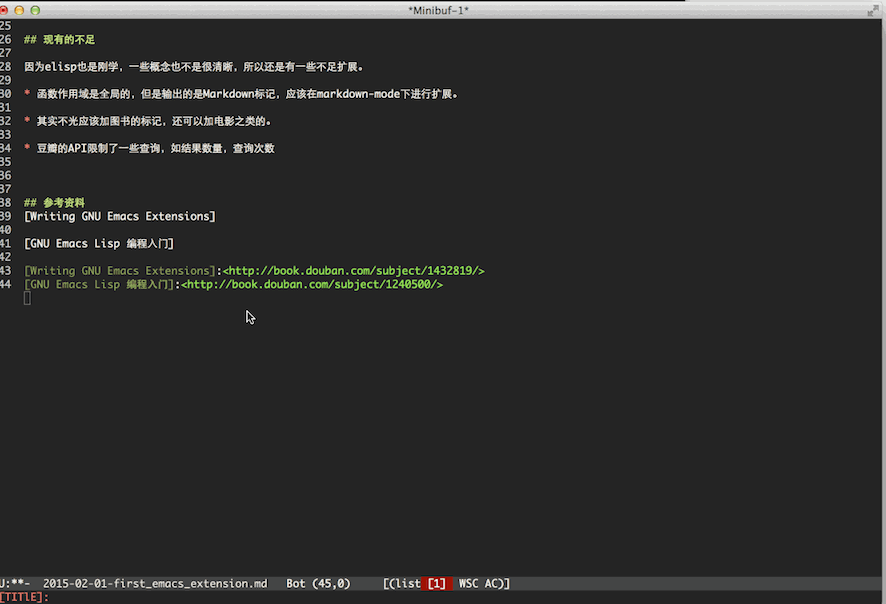 *Minibuf-1*
25
26 ## 现有的不足
27
28 因为elisp也是刚学，一些概念也不是很清晰，所以还是有一些不足扩展。
29
30 * 函数作用域是全局的，但是输出的是Markdown标记，应该在markdown-mode下进行扩展。
31
32 * 其实不光应该加图书的标记，还可以加电影之类的。
33
34 * 豆瓣的API限制了一些查询，如结果数量，查询次数
35
36
37
38 ## 参考资料
39 [Writing GNU Emacs Extensions]
40
41 [GNU Emacs Lisp 编程入门]
42
43 [Writing GNU Emacs Extensions]:<http://book.douban.com/subject/1432819/>
44 [GNU Emacs Lisp 编程入门]:<http://book.douban.com/subject/1240500/>
U:**- 2015-02-01-first_emacs_extension.md Bot (45,0) [(list [1] WSC AC)]
[TITlE]: